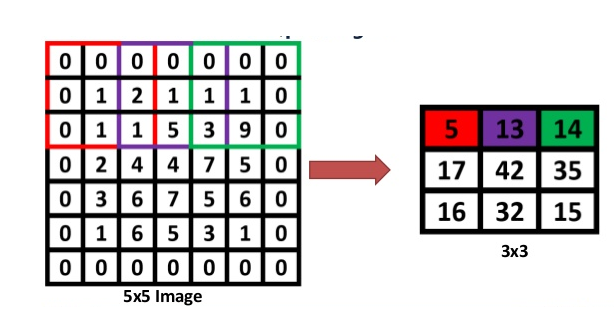 0 0 0 0 0 0 0
0 1 2 1 1 1 0
0 1 1 5 3 9 0
0 2 4 4 7 5 0
0 3 6 7 5 6 0
0 1 6 5 3 1 0
0 0 0 0 0 0 0
5x5 Image
5 13 14
17 42 35
16 32 15
3x3